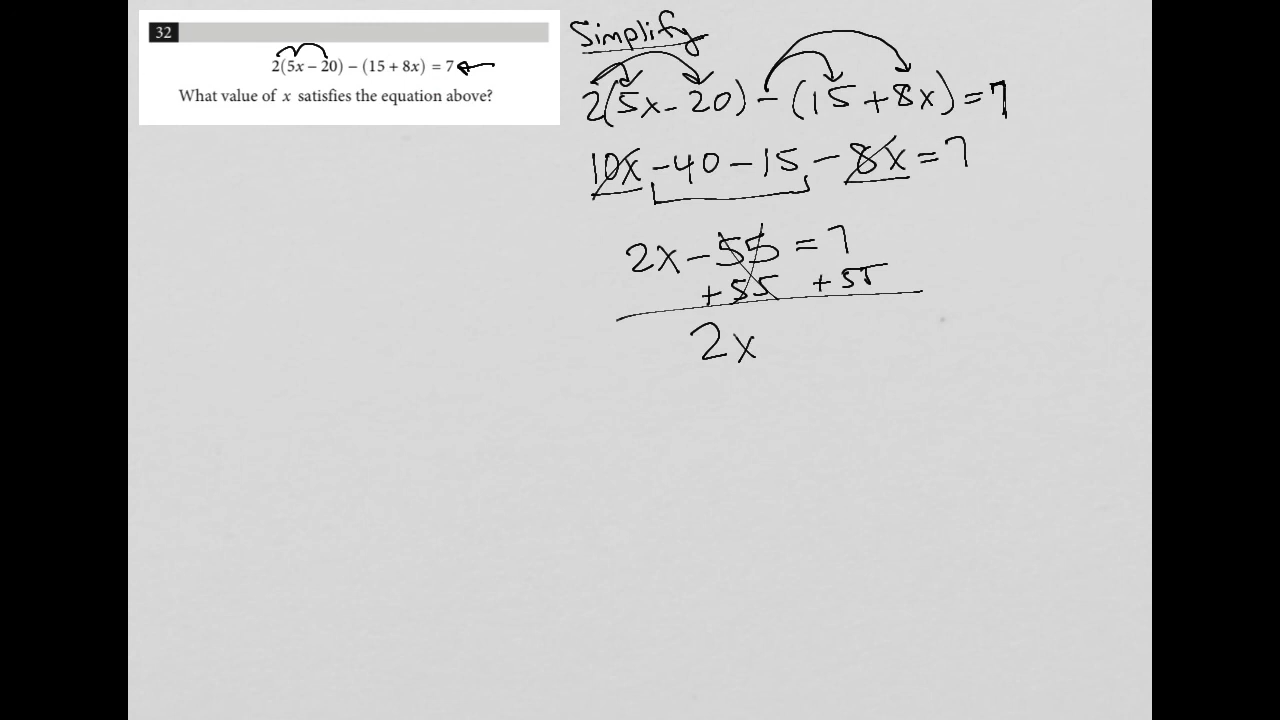 32
2(5x – 20) – (15 + 8x) = 7
What value of x satisfies the equation above?
Simplify
2(5x - 20) - (15 + 8x) = 7
10x - 40 - 15 - 8x = 7
2x - 55 = 7
+ 55 + 55
2x